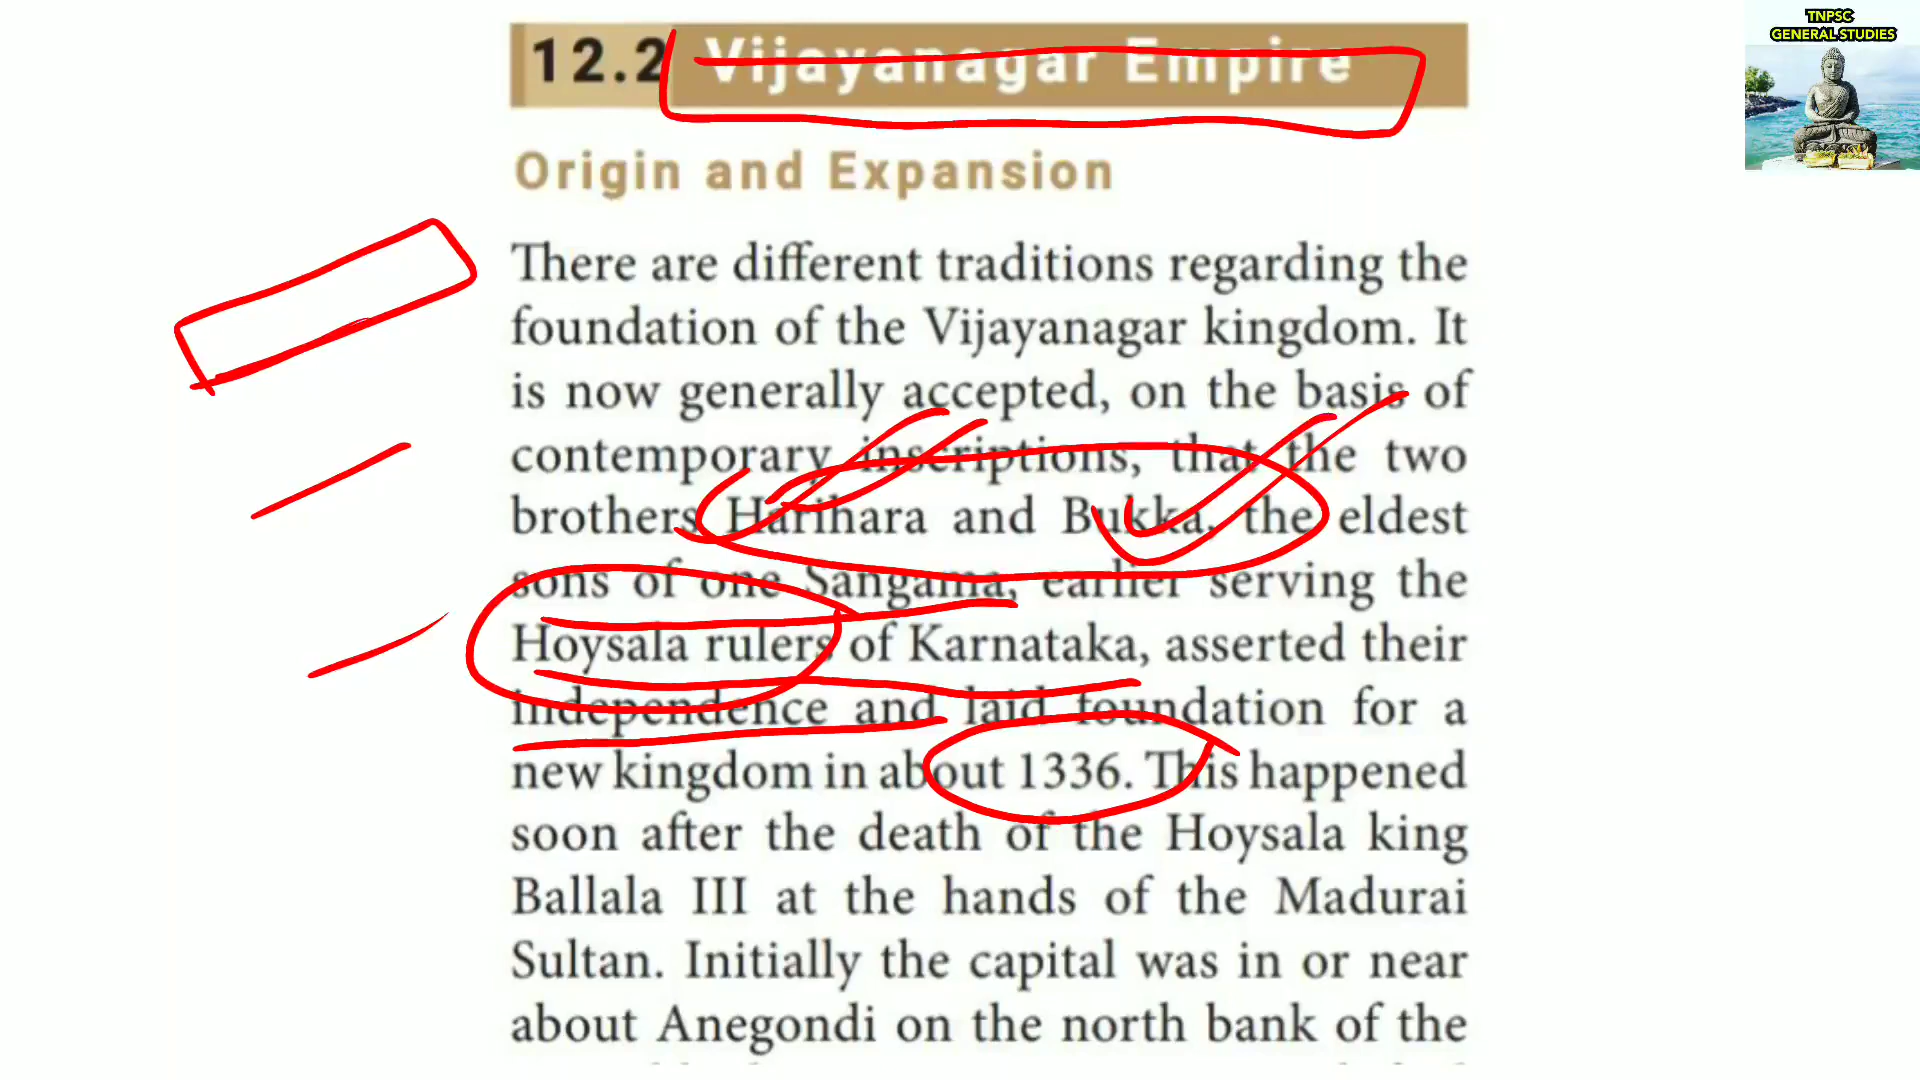 TNPSC
GENERAL STUDIES
12.2 Vijayanagar Empire
Origin and Expansion
There are different traditions regarding the
foundation of the Vijayanagar kingdom. It
is now generally accepted, on the basis of
contemporary inscriptions, that the two
brothers Harihara and Bukka, the eldest
sons of one Sangama, earlier serving the
Hoysala rulers of Karnataka, asserted their
independence and laid foundation for a
new kingdom in about 1336. This happened
soon after the death of the Hoysala king
Ballala III at the hands of the Madurai
Sultan. Initially the capital was in or near
about Anegondi on the north bank of the